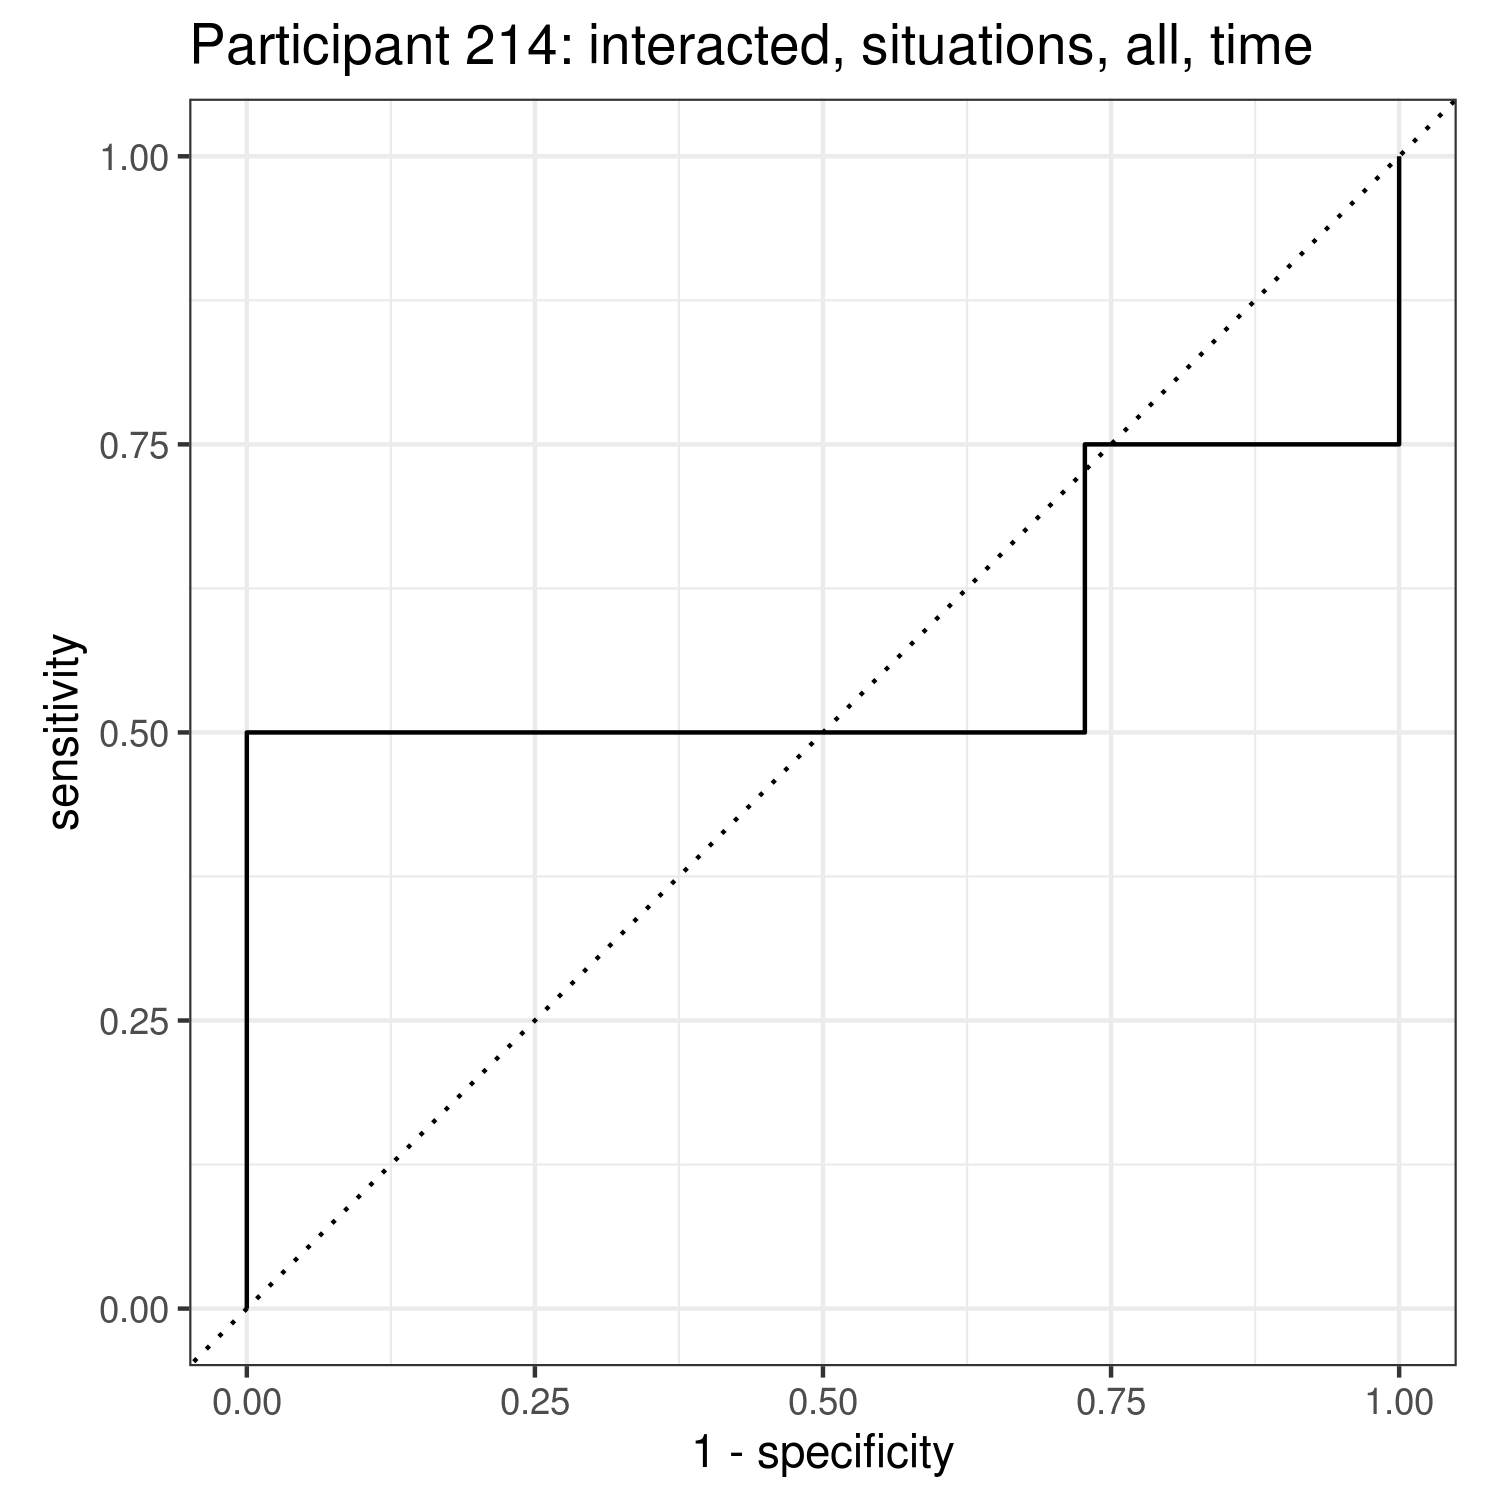 Participant 214: interacted, situations, all, time
1.00
0.75
0.50
0.25
0.00
sensitivity
0.00 0.25 0.50 0.75 1.00
1 - specificity